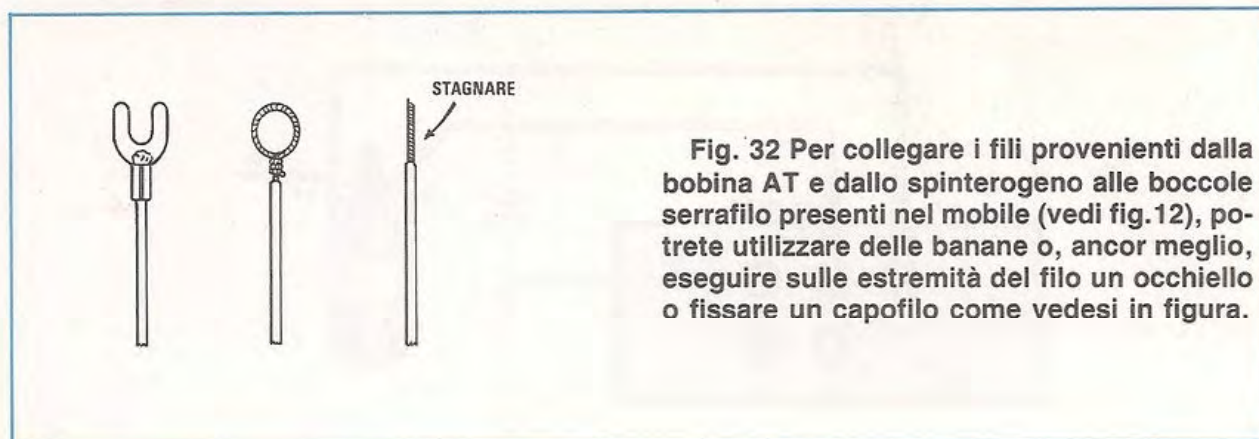 STAGNARE
Fig. 32 Per collegare i fili provenienti dalla
bobina AT e dallo spinterogeno alle boccole
serrafilo presenti nel mobile (vedi fig.12), po-
trete utilizzare delle banane o, ancor meglio,
eseguire sulle estremità del filo un occhiello
o fissare un capofilo come vedesi in figura.